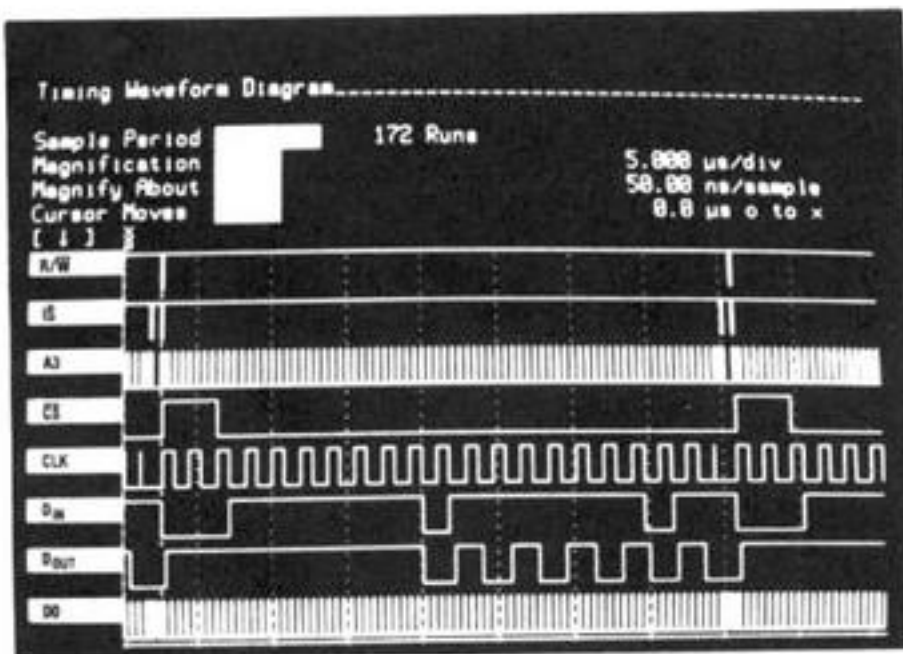 Timing Waveform Diagram
Sample Period 172 Runs
Magnification 5.000 µs/div
Magnify About 50.00 ns/sample
Cursor Moves 0.0 µs o to x
[ ↓ ]
R/W
IS
A3
CS
CLK
DIN
DOUT
D0